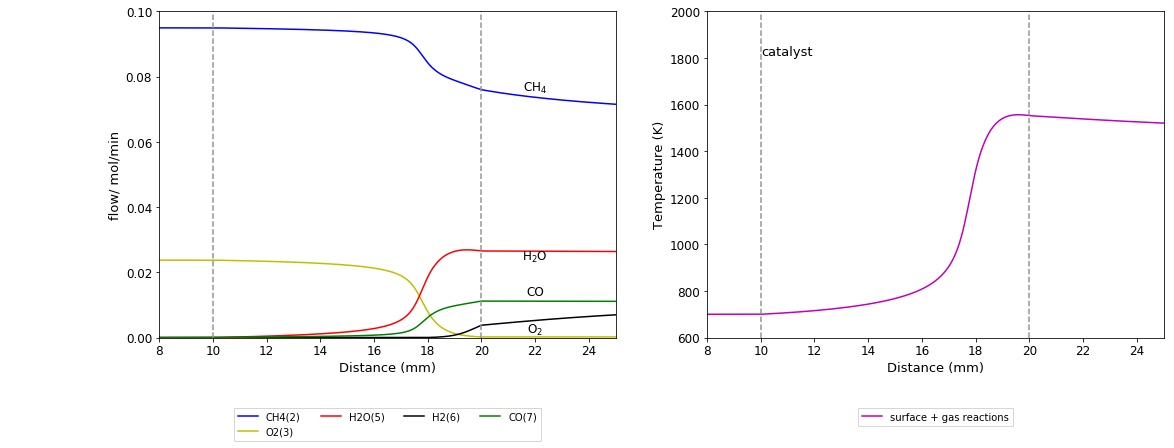 0.10
0.08
0.06
0.04
0.02
0.00
flow/ mol/min
CH₄
H₂O
CO
O₂
8 10 12 14 16 18 20 22 24
Distance (mm)
CH4(2) H2O(5) H2(6) CO(7)
O2(3)
2000
1800
1600
1400
1200
1000
800
600
Temperature (K)
catalyst
8 10 12 14 16 18 20 22 24
Distance (mm)
surface + gas reactions